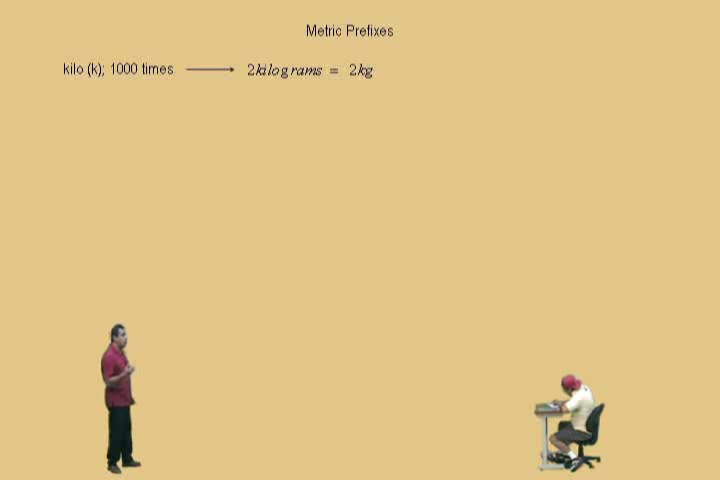 Metric Prefixes
kilo (k); 1000 times → 2kilograms = 2kg